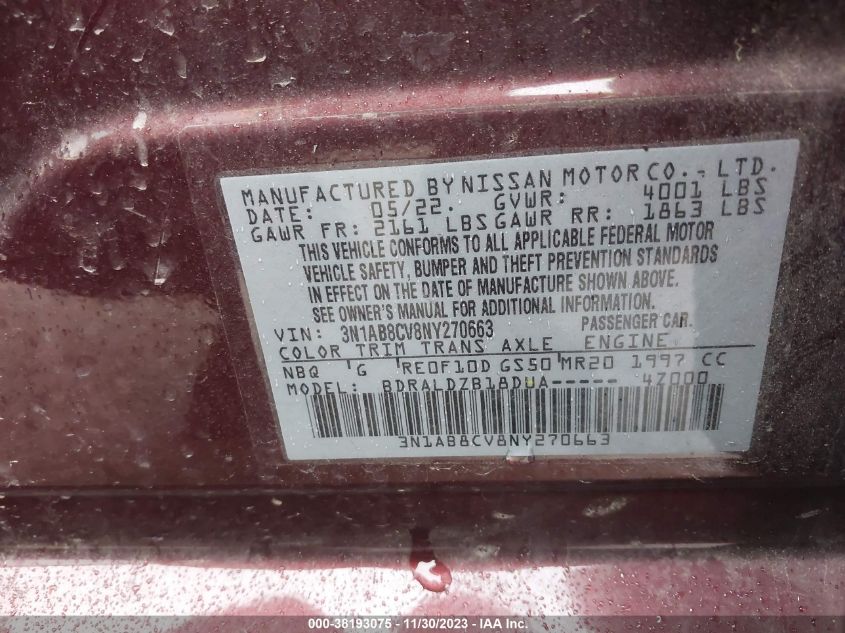 MANUFACTURED BY NISSAN MOTOR CO., LTD.
DATE: 05/22. GVWR: 4001 LBS
GAWR FR: 2161 LBS GAWR RR: 1863 LBS
THIS VEHICLE CONFORMS TO ALL APPLICABLE FEDERAL MOTOR
VEHICLE SAFETY, BUMPER AND THEFT PREVENTION STANDARDS
IN EFFECT ON THE DATE OF MANUFACTURE SHOWN ABOVE.
SEE OWNER'S MANUAL FOR ADDITIONAL INFORMATION.
VIN: 3N1AB8CV8NY270663 PASSENGER CAR.
COLOR TRIM TRANS AXLE ENGINE
NBQ G RE0F10D GS50 MR20 1997 CC
MODEL: BDRALDZB18DUA----- 4Z000
3N1AB8CV8NY270663
000-38193075 - 11/30/2023 - IAA Inc.